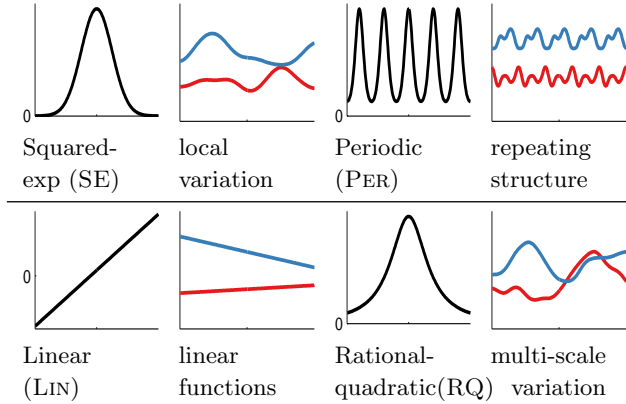 0
0
Squared-
exp (SE)
local
variation
Periodic
(PER)
repeating
structure
0
0
Linear
(LIN)
linear
functions
Rational-
quadratic(RQ)
multi-scale
variation